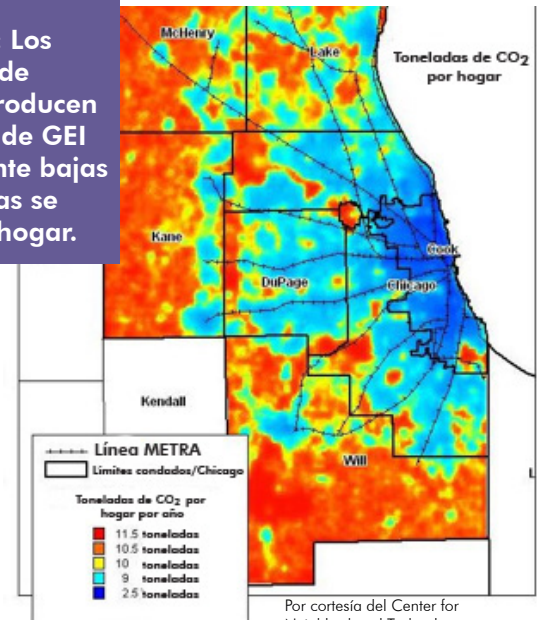 Los
de
roducen
de GEI
nte bajas
as se
hogar.
Toneladas de CO2
por hogar
McHenry
Lake
Kane
Cook
DuPage
Chicago
Kendall
Will
Línea METRA
Límites condados/Chicago
Toneladas de CO2 por
hogar por año
11.5 toneladas
10.5 toneladas
10 toneladas
9 toneladas
2.5 toneladas
Por cortesía del Center for